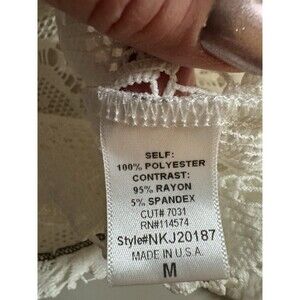 SELF:
100% POLYESTER
CONTRAST:
95% RAYON
5% SPANDEX
CUT# 7031
RN#114574
Style#NKJ20187
MADE IN U.S.A.
M